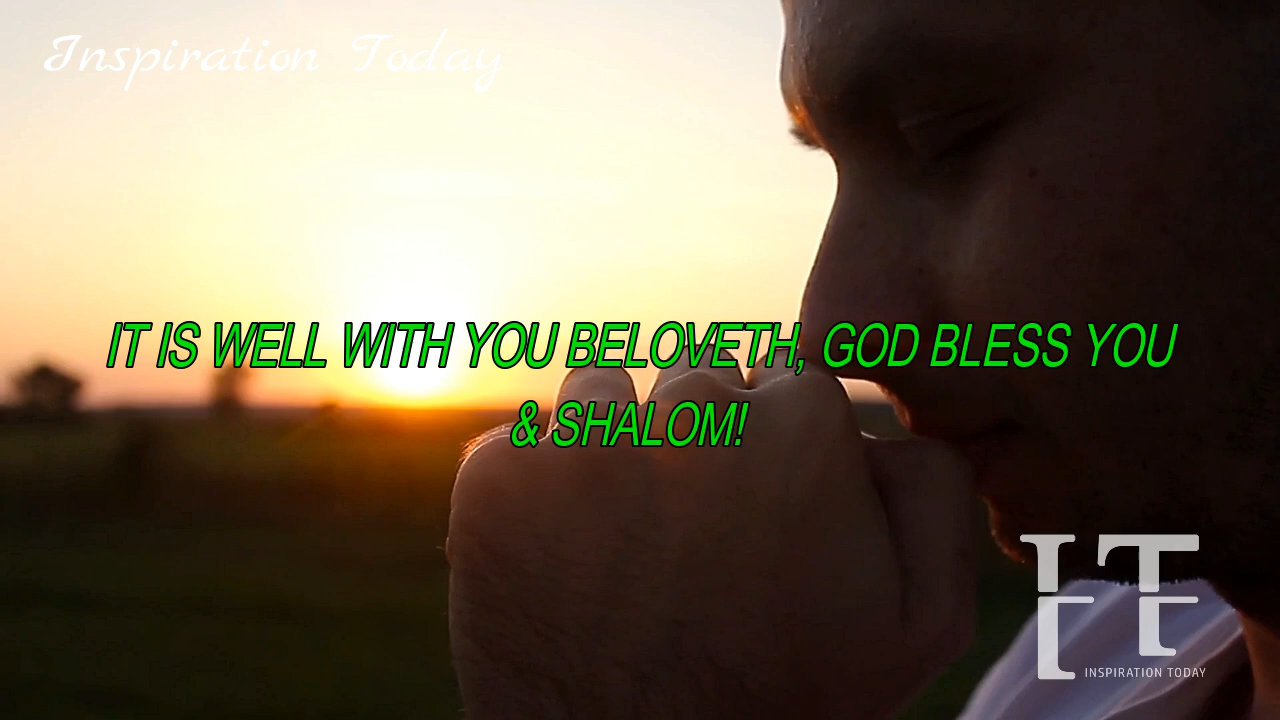 Inspiration Today
IT IS WELL WITH YOU BELOVETH, GOD BLESS YOU
& SHALOM!
IT
INSPIRATION TODAY